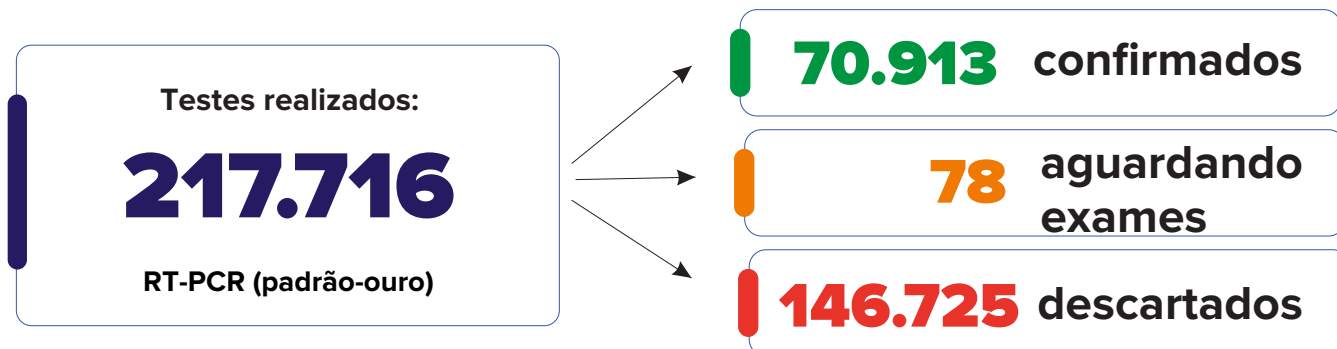 Testes realizados:
217.716
RT-PCR (padrão-ouro)
70.913 confirmados
78 aguardando
exames
146.725 descartados